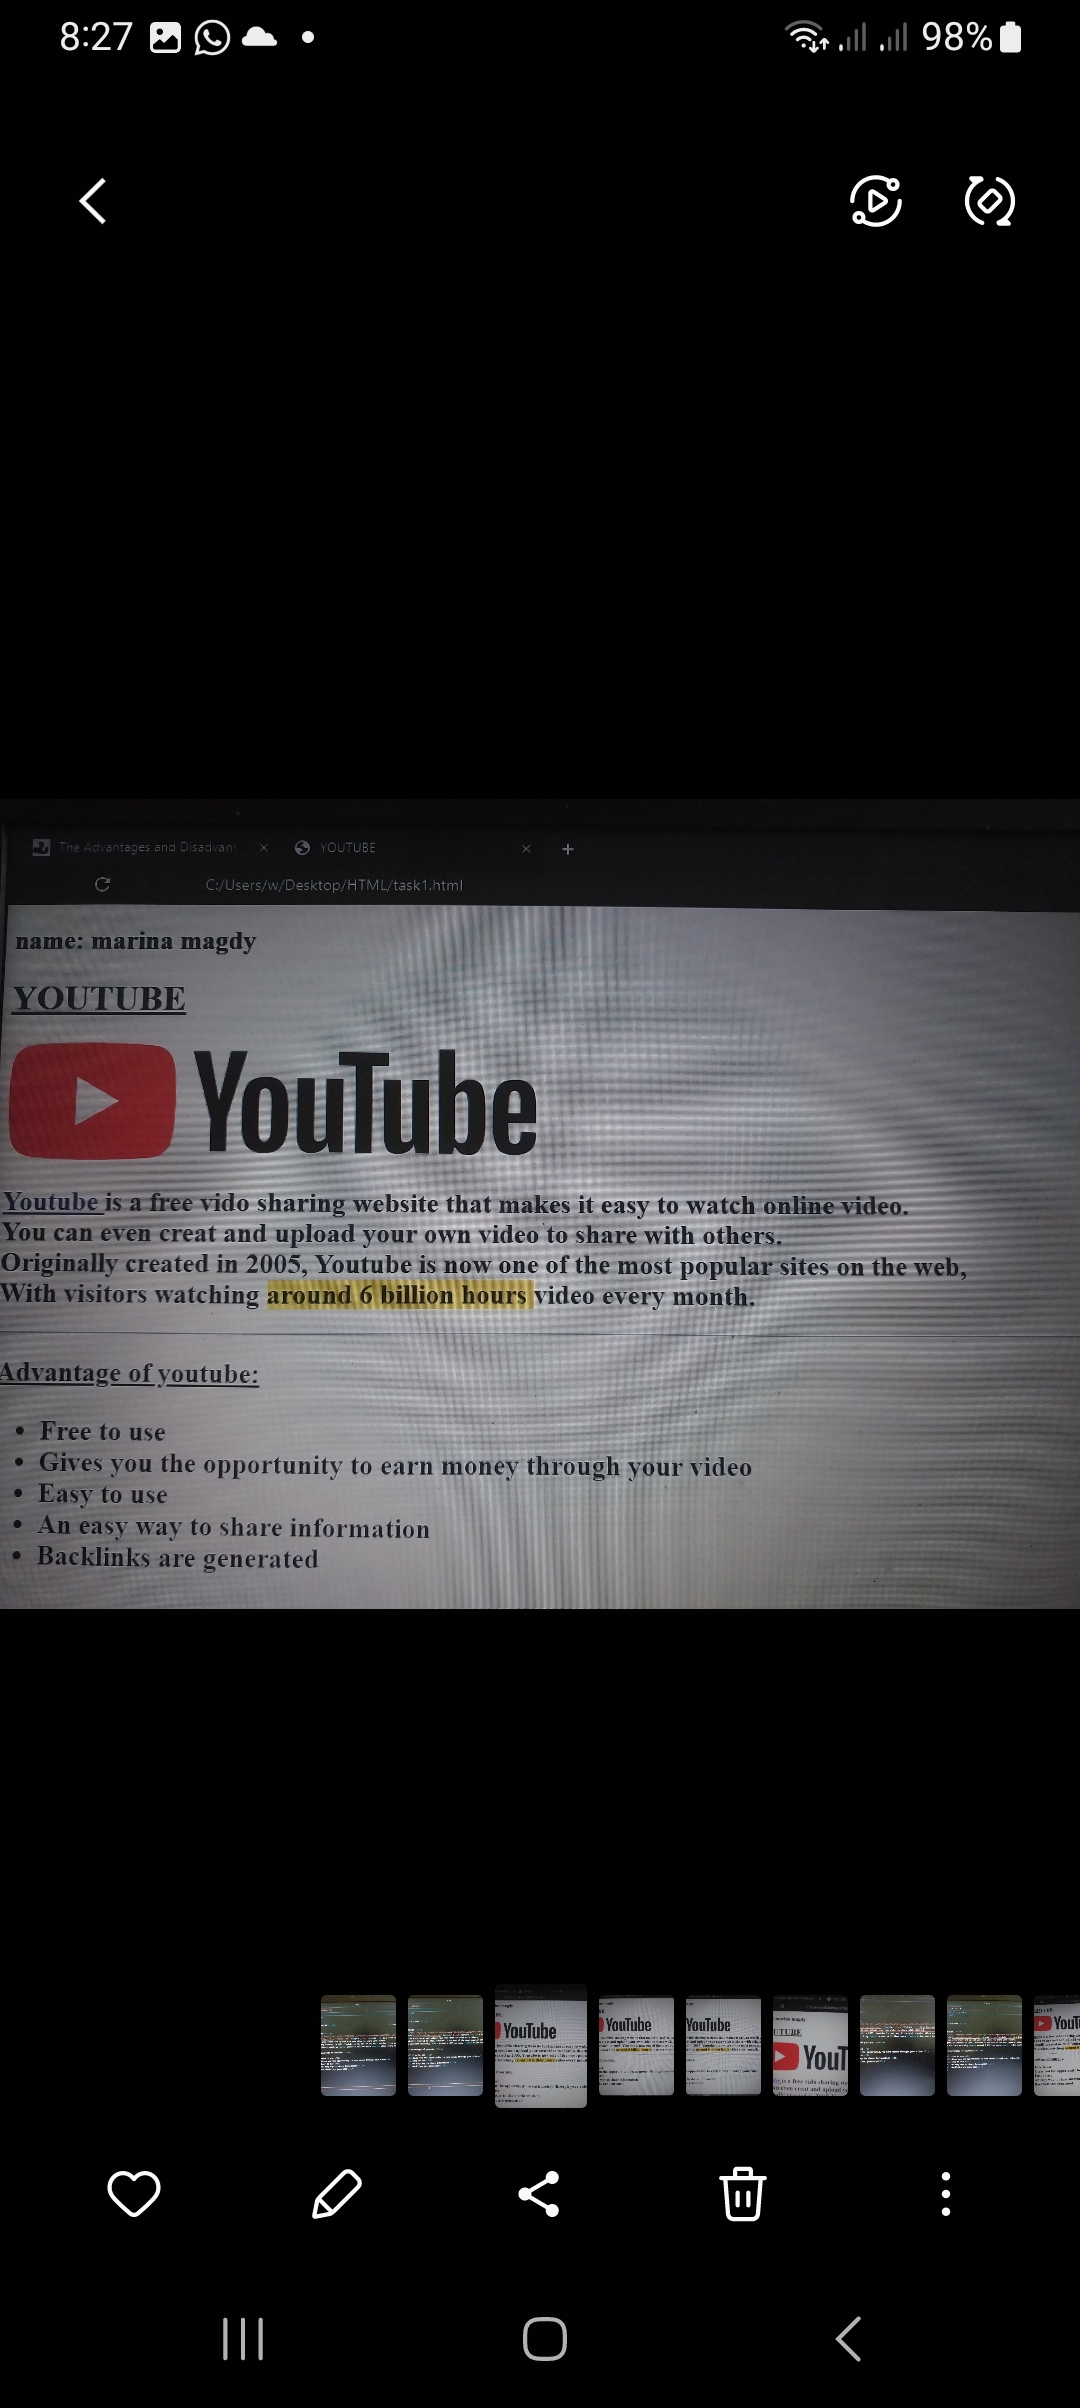 8:27
98%
The Advantages and Disadvan
YOUTUBE
C:/Users/w/Desktop/HTML/task1.html
name: marina magdy
YOUTUBE
YouTube
Youtube is a free vido sharing website that makes it easy to watch online video.
You can even creat and upload your own video to share with others.
Originally created in 2005, Youtube is now one of the most popular sites on the web,
With visitors watching around 6 billion hours video every month.
Advantage of youtube:
• Free to use
• Gives you the opportunity to earn money through your video
• Easy to use
• An easy way to share information
• Backlinks are generated
YouTube
YouTube
YouTube
YouT